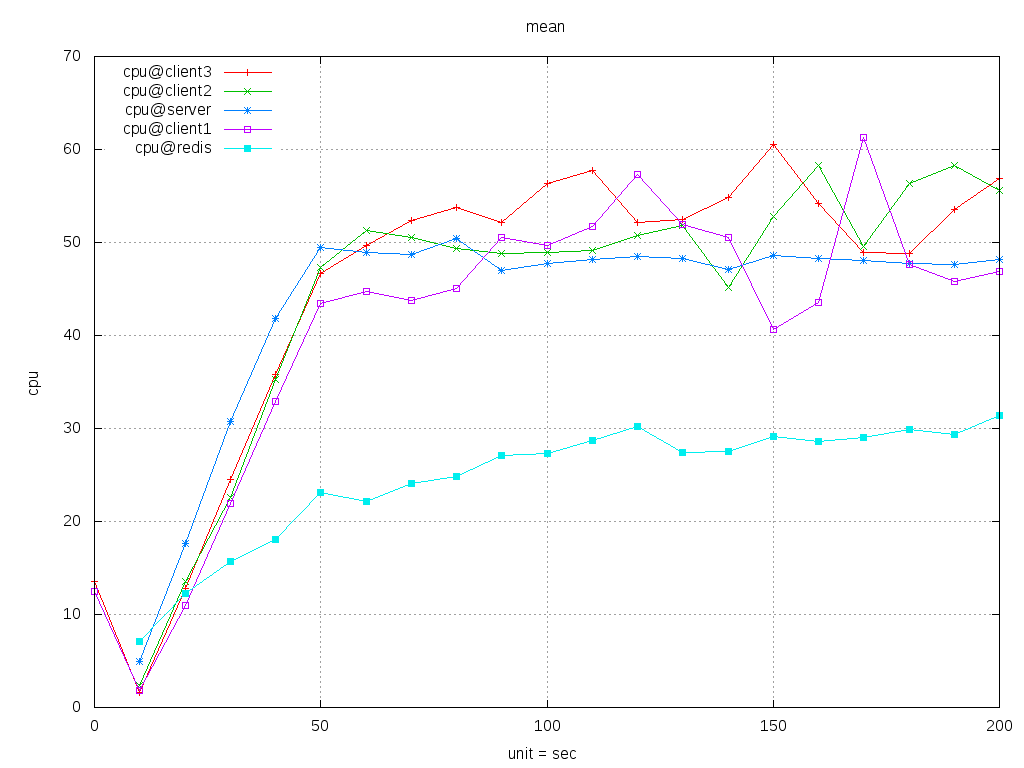 mean
70
60
50
40
30
20
10
0
cpu
cpu@client3
cpu@client2
cpu@server
cpu@client1
cpu@redis
0 50 100 150 200
unit = sec